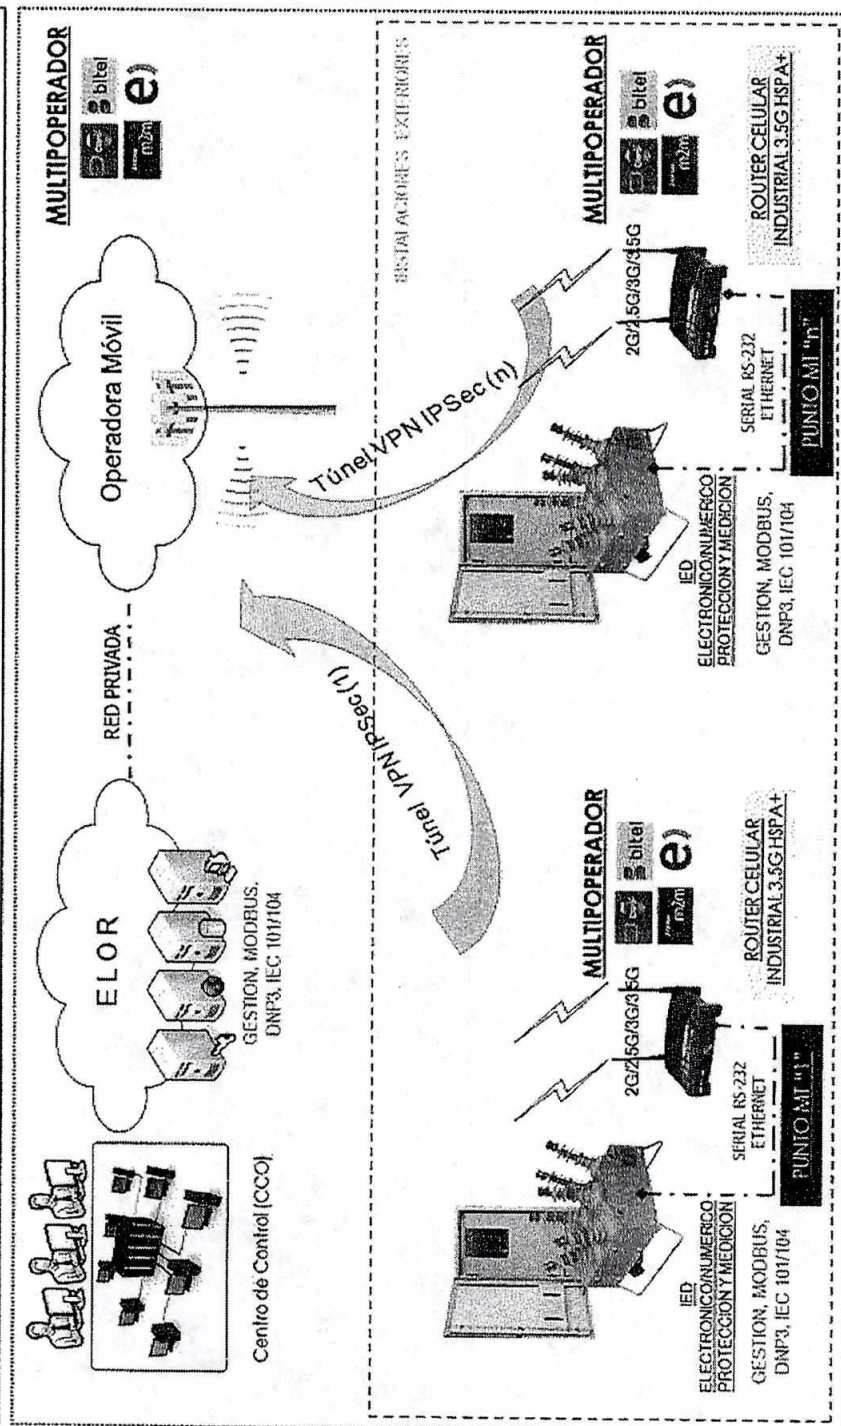 Centro de Control (CCO)
ELOR
GESTION, MODBUS,
DNP3, IEC 101/104
RED PRIVADA
Operadora Móvil
MULTIPOPERADOR
bitel
m2m
e)
Túnel VPN IPSec(1)
Túnel VPN IPSec (n)
INSTALACIONES EXTERIORES
IED
ELECTRONICO/NUMERICO
PROTECCION Y MEDICION
GESTION, MODBUS,
DNP3, IEC 101/104
2G/2.5G/3G/3.5G
SERIAL RS-232
ETHERNET
PUNTO MT "1"
MULTIPOPERADOR
bitel
m2m
e)
ROUTER CELULAR
INDUSTRIAL 3.5G HSPA+
IED
ELECTRONICO/NUMERICO
PROTECCION Y MEDICION
GESTION, MODBUS,
DNP3, IEC 101/104
2G/2.5G/3G/3.5G
SERIAL RS-232
ETHERNET
PUNTO MT "n"
MULTIPOPERADOR
bitel
m2m
e)
ROUTER CELULAR
INDUSTRIAL 3.5G HSPA+